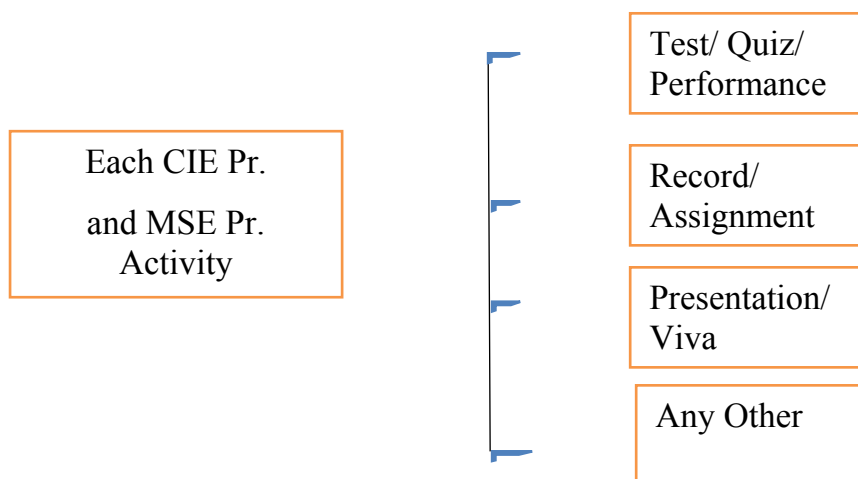 Each CIE Pr.
and MSE Pr.
Activity
Test/ Quiz/
Performance
Record/
Assignment
Presentation/
Viva
Any Other